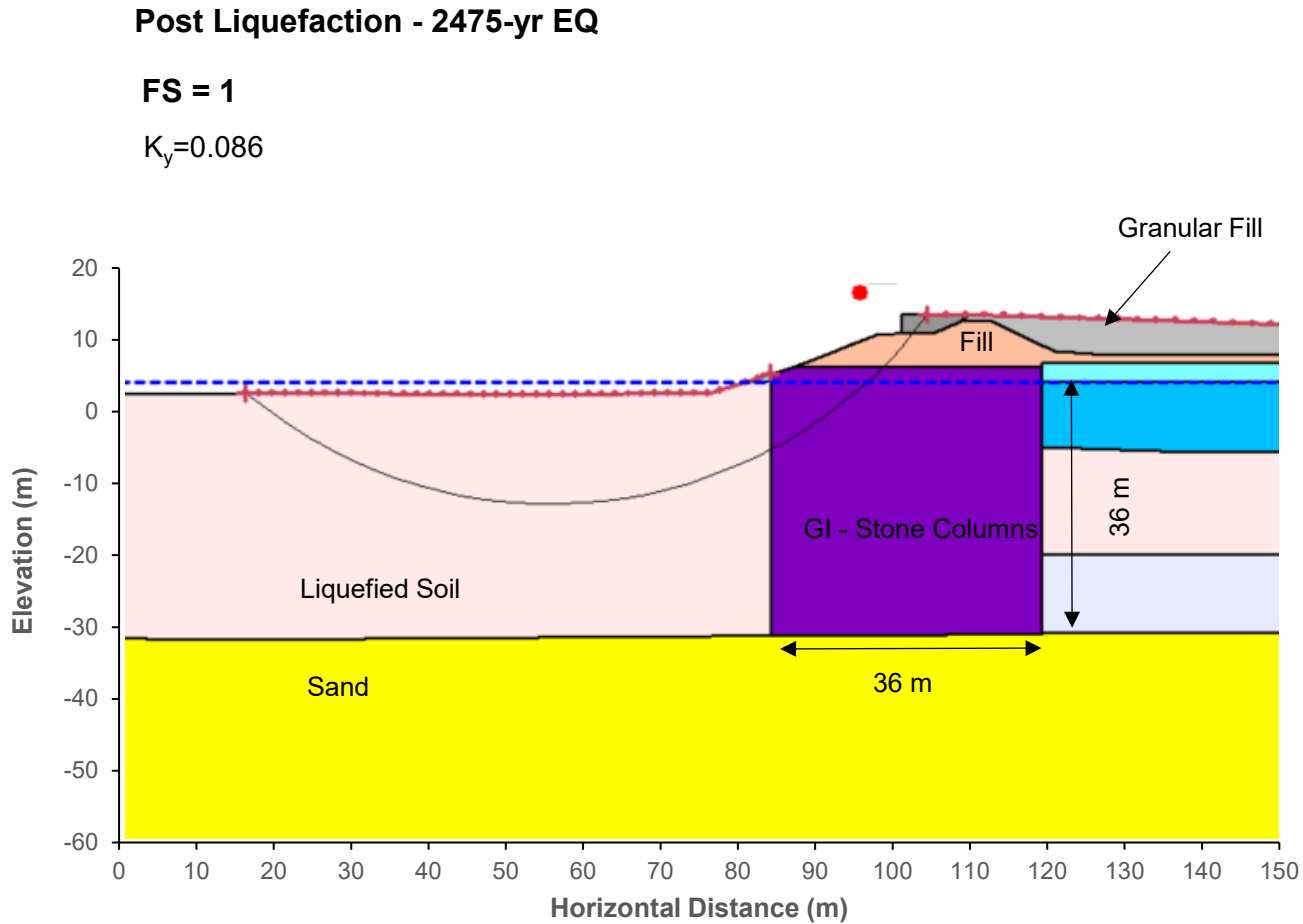 Post Liquefaction - 2475-yr EQ
FS = 1
Ky=0.086
Granular Fill
Fill
GI - Stone Columns
36 m
36 m
Liquefied Soil
Sand
Elevation (m)
20
10
0
-10
-20
-30
-40
-50
-60
0 10 20 30 40 50 60 70 80 90 100 110 120 130 140 150
Horizontal Distance (m)